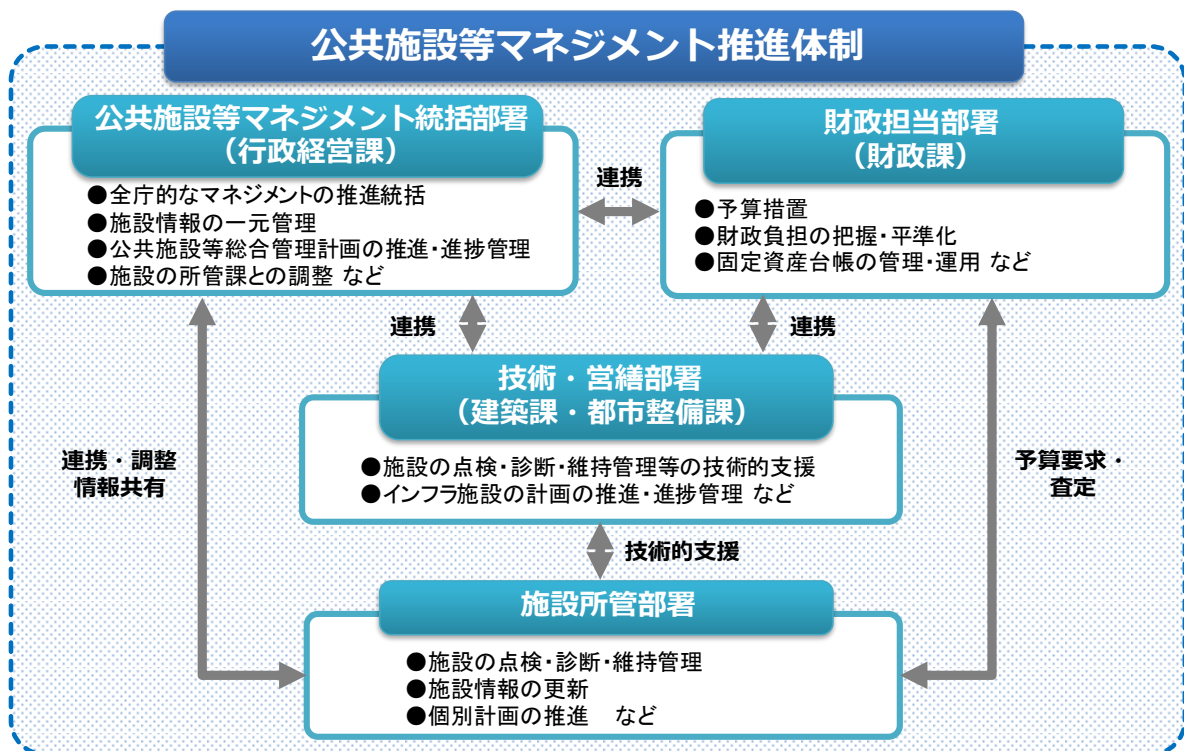 公共施設等マネジメント推進体制
公共施設等マネジメント統括部署
（行政経営課）
●全庁的なマネジメントの推進統括
●施設情報の一元管理
●公共施設等総合管理計画の推進・進捗管理
●施設の所管課との調整 など
連携
財政担当部署
（財政課）
●予算措置
●財政負担の把握・平準化
●固定資産台帳の管理・運用 など
連携
連携
技術・営繕部署
（建築課・都市整備課）
●施設の点検・診断・維持管理等の技術的支援
●インフラ施設の計画の推進・進捗管理 など
連携・調整
情報共有
予算要求・
査定
技術的支援
施設所管部署
●施設の点検・診断・維持管理
●施設情報の更新
●個別計画の推進　など